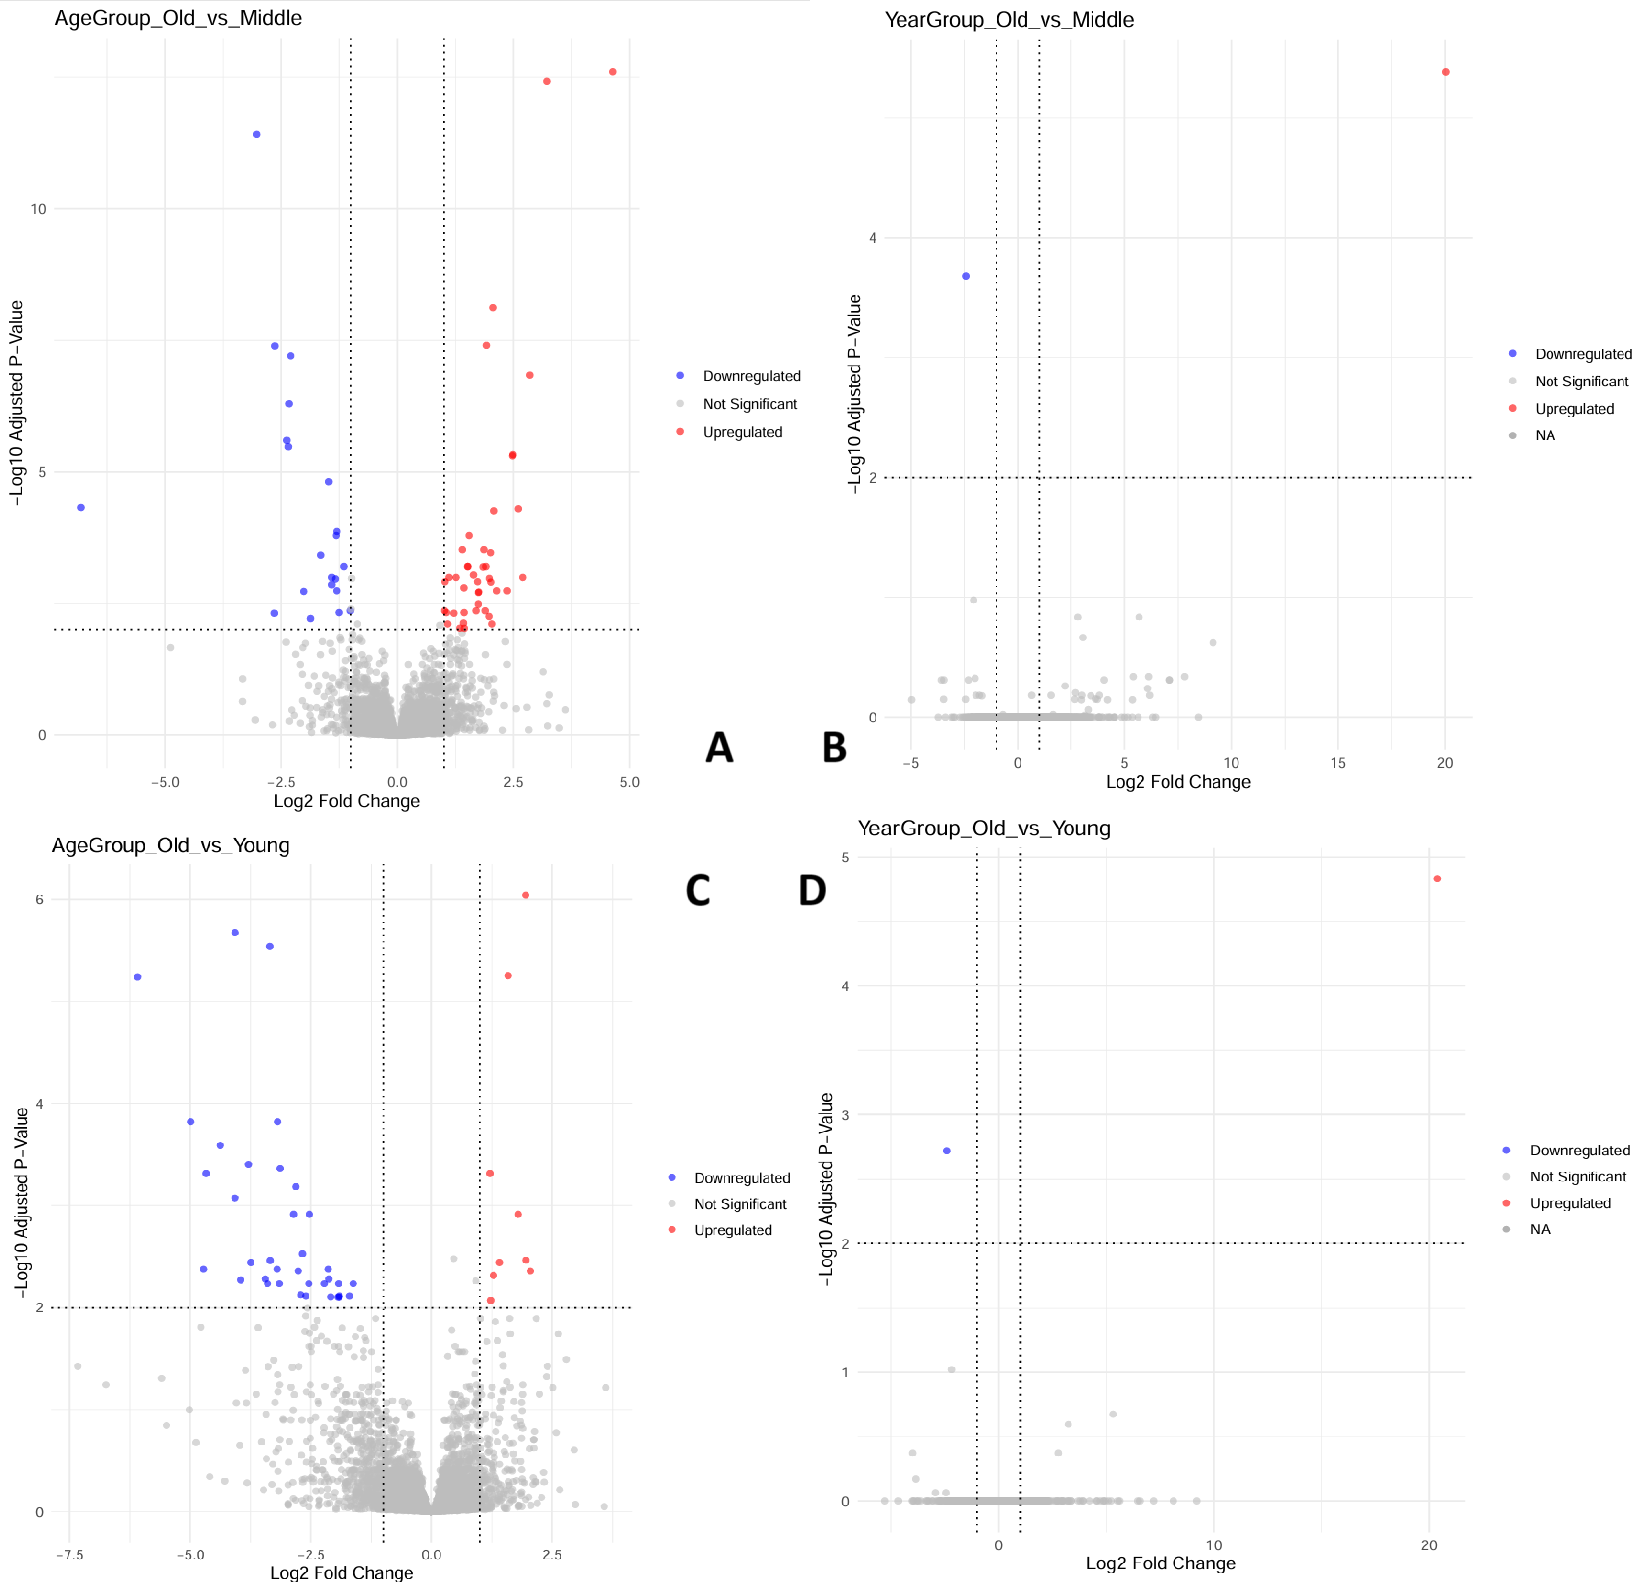 AgeGroup_Old_vs_Middle
−Log10 Adjusted P−Value
10
5
0
−5.0 −2.5 0.0 2.5 5.0
Log2 Fold Change
Downregulated
Not Significant
Upregulated
A
YearGroup_Old_vs_Middle
−Log10 Adjusted P−Value
4
2
0
−5 0 5 10 15 20
Log2 Fold Change
Downregulated
Not Significant
Upregulated
NA
B
AgeGroup_Old_vs_Young
−Log10 Adjusted P−Value
6
4
2
0
−7.5 −5.0 −2.5 0.0 2.5
Log2 Fold Change
Downregulated
Not Significant
Upregulated
C
YearGroup_Old_vs_Young
−Log10 Adjusted P−Value
5
4
3
2
1
0
0 10 20
Log2 Fold Change
Downregulated
Not Significant
Upregulated
NA
D